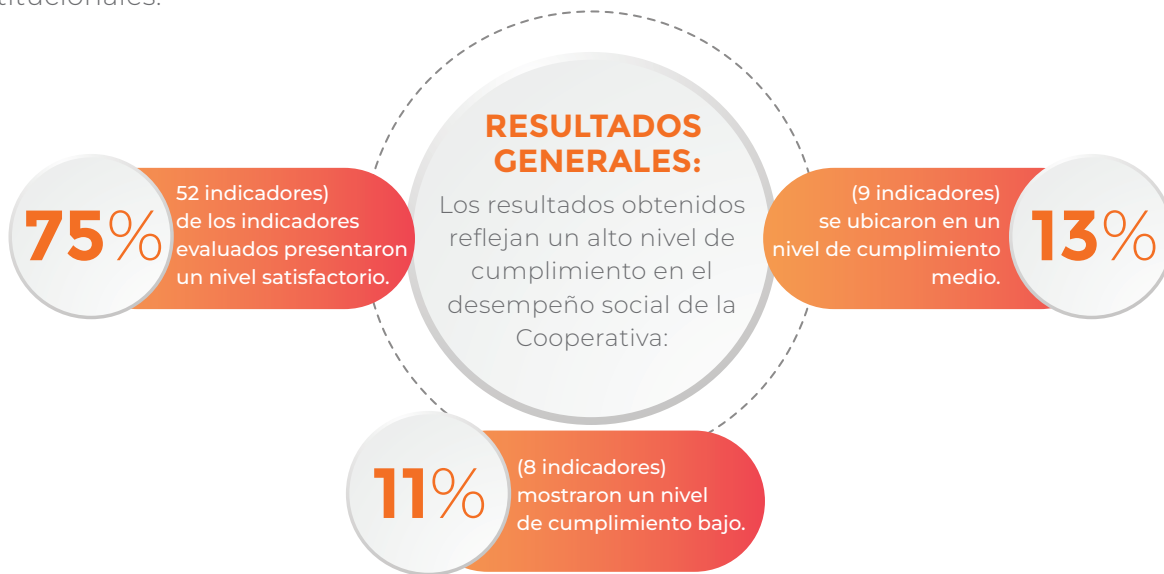 RESULTADOS
GENERALES:
Los resultados obtenidos
reflejan un alto nivel de
cumplimiento en el
desempeño social de la
Cooperativa:
75%
52 indicadores)
de los indicadores
evaluados presentaron
un nivel satisfactorio.
(9 indicadores)
se ubicaron en un
nivel de cumplimiento
medio.
13%
11%
(8 indicadores)
mostraron un nivel
de cumplimiento bajo.